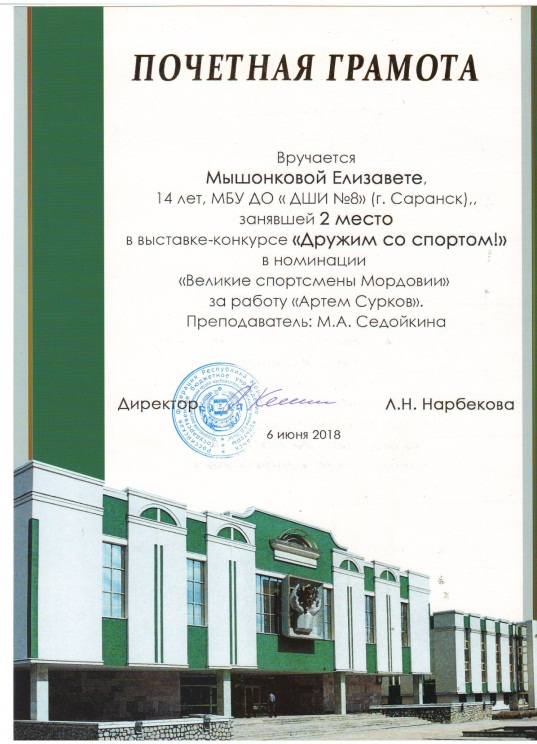 ПОЧЕТНАЯ ГРАМОТА
Вручается
Мышонковой Елизавете,
14 лет, МБУ ДО « ДШИ №8» (г. Саранск),,
занявшей 2 место
в выставке-конкурсе «Дружим со спортом!»
в номинации
«Великие спортсмены Мордовии»
за работу «Артем Сурков».
Преподаватель: М.А. Седойкина
Директор Л.Н. Нарбекова
6 июня 2018